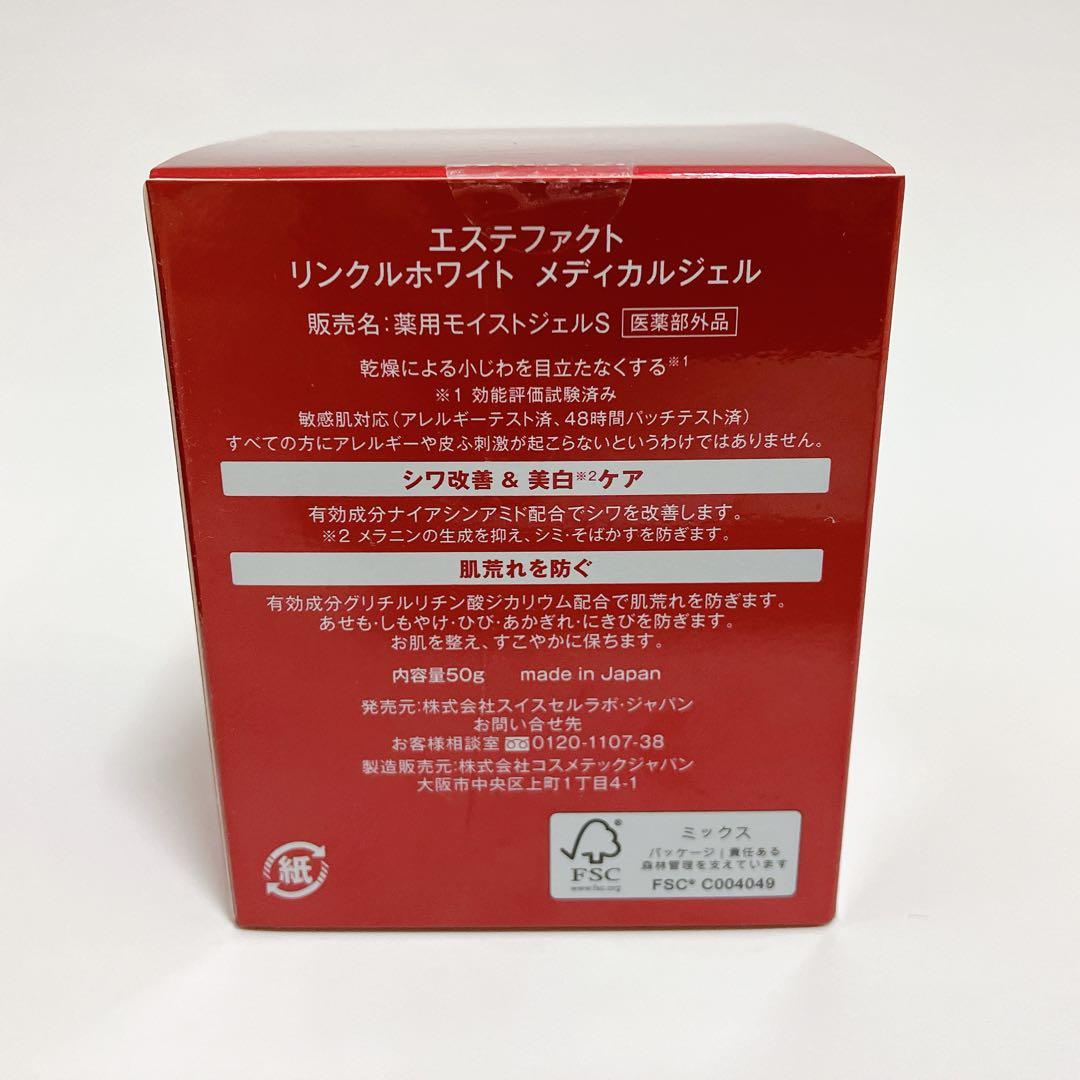 エステファクト
リンクルホワイト メディカルジェル
販売名:薬用モイストジェルS 医薬部外品
乾燥による小じわを目立たなくする※1
※1 効能評価試験済み
敏感肌対応(アレルギーテスト済、48時間パッチテスト済)
すべての方にアレルギーや皮ふ刺激が起こらないというわけではありません。
シワ改善 & 美白※2ケア
有効成分ナイアシンアミド配合でシワを改善します。
※2 メラニンの生成を抑え、シミ・そばかすを防ぎます。
肌荒れを防ぐ
有効成分グリチルリチン酸ジカリウム配合で肌荒れを防ぎます。
あせも・しもやけ・ひび・あかぎれ・にきびを防ぎます。
お肌を整え、すこやかに保ちます。
内容量50g made in Japan
発売元:株式会社スイスセルラボ・ジャパン
お問い合せ先
お客様相談室 0120-1107-38
製造販売元:株式会社コスメテックジャパン
大阪市中央区上町1丁目4-1
紙
FSC
www.fsc.org
ミックス
パッケージ|責任ある
森林管理を支えています
FSC® C004049